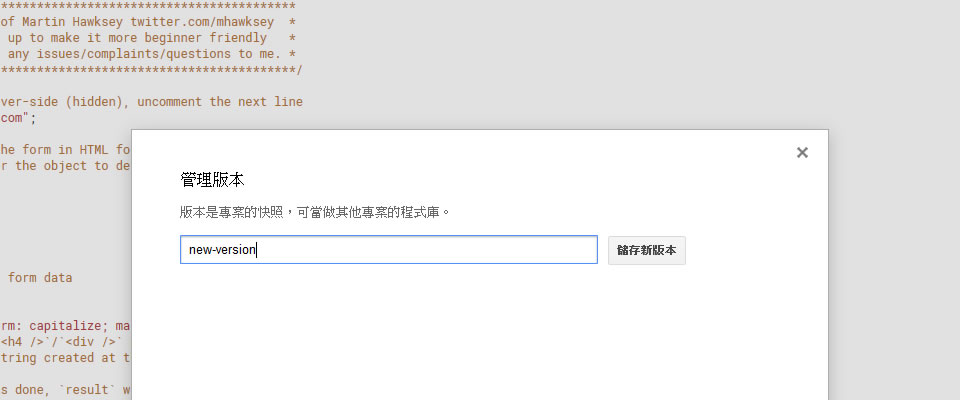 ****************************************
of Martin Hawksey twitter.com/mhawksey *
up to make it more beginner friendly *
any issues/complaints/questions to me. *
****************************************/
ver-side (hidden), uncomment the next line
com";
he form in HTML fo
r the object to de
×
管理版本
版本是專案的快照，可當做其他專案的程式庫。
new-version
儲存新版本
form data
rm: capitalize; ma
<h4 />`/`<div />`
tring created at t
s done, `result` w